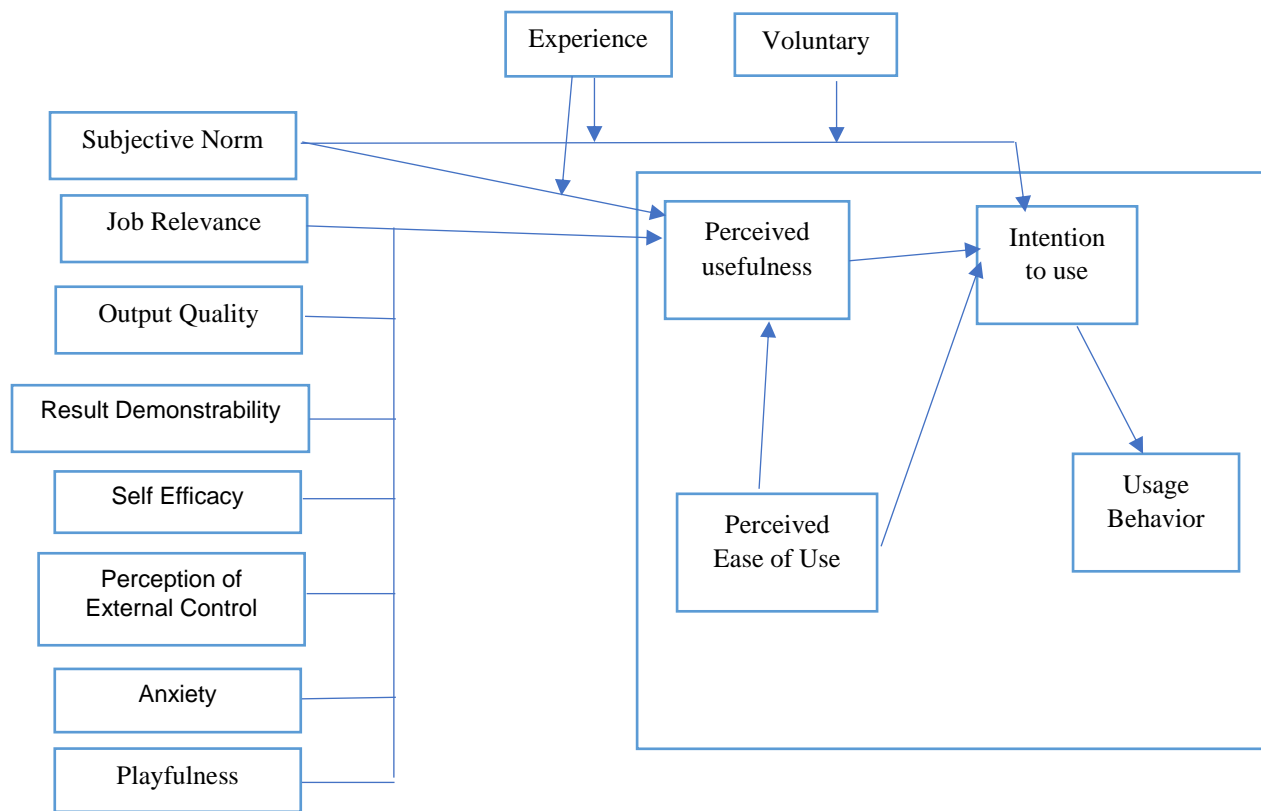 Experience
Voluntary
Subjective Norm
Job Relevance
Output Quality
Result Demonstrability
Self Efficacy
Perception of
External Control
Anxiety
Playfulness
Perceived
usefulness
Intention
to use
Perceived
Ease of Use
Usage
Behavior